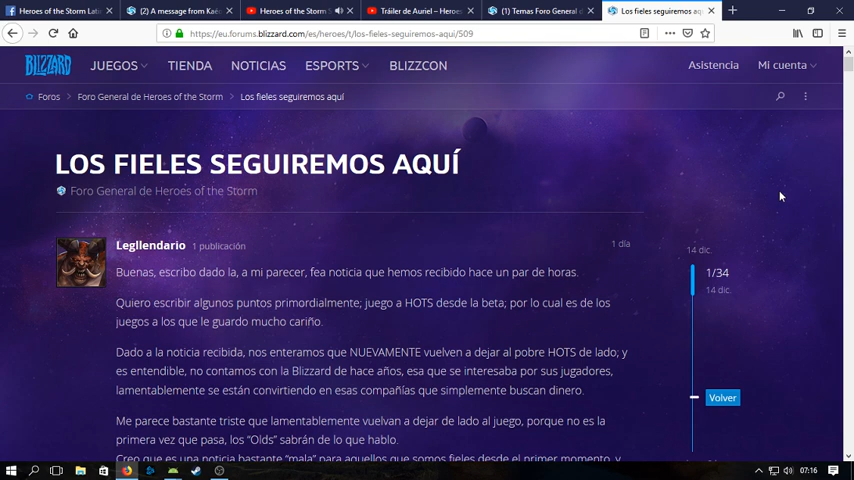 Heroes of the Storm Latin
(2) A message from Kaé
Heroes of the Storm S
Tráiler de Auriel – Heroes
(1) Temas Foro General d
Los fieles seguiremos aqu
https://eu.forums.blizzard.com/es/heroes/t/los-fieles-seguiremos-aqui/509
BLIZZARD
JUEGOS
TIENDA
NOTICIAS
ESPORTS
BLIZZCON
Asistencia
Mi cuenta
Foros
Foro General de Heroes of the Storm
Los fieles seguiremos aquí
LOS FIELES SEGUIREMOS AQUÍ
Foro General de Heroes of the Storm
Legllendario 1 publicación
1 día
14 dic.
1/34
14 dic.
Buenas, escribo dado la, a mi parecer, fea noticia que hemos recibido hace un par de horas.
Quiero escribir algunos puntos primordialmente; juego a HOTS desde la beta; por lo cual es de los
juegos a los que le guardo mucho cariño.
Dado a la noticia recibida, nos enteramos que NUEVAMENTE vuelven a dejar al pobre HOTS de lado; y
es entendible, no contamos con la Blizzard de hace años, esa que se interesaba por sus jugadores,
lamentablemente se están convirtiendo en esas compañías que simplemente buscan dinero.
Volver
Me parece bastante triste que lamentablemente vuelvan a dejar de lado al juego, porque no es la
primera vez que pasa, los “Olds” sabrán de lo que hablo.
Creo que es una noticia bastante “mala” para aquellos que somos fieles desde el primer momento, y
07:16